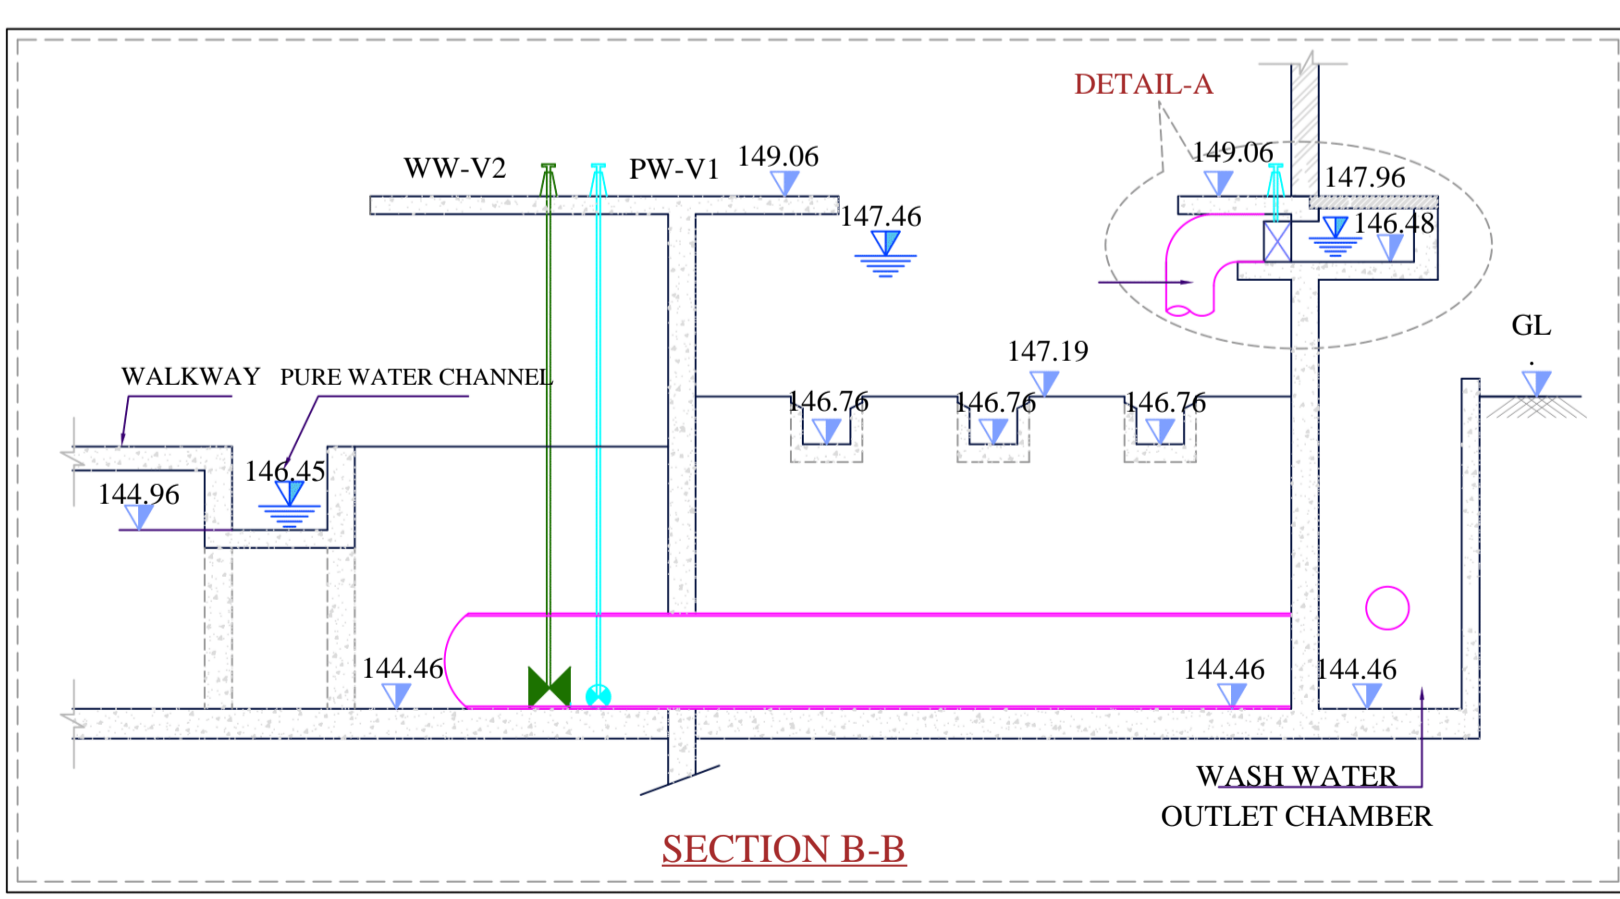 DETAIL-A
WW-V2
PW-V1
149.06
149.06
147.96
147.46
146.48
GL
.
147.19
WALKWAY
PURE WATER CHANNEL
146.76
146.76
146.76
146.45
144.96
144.46
144.46
144.46
WASH WATER
OUTLET CHAMBER
SECTION B-B